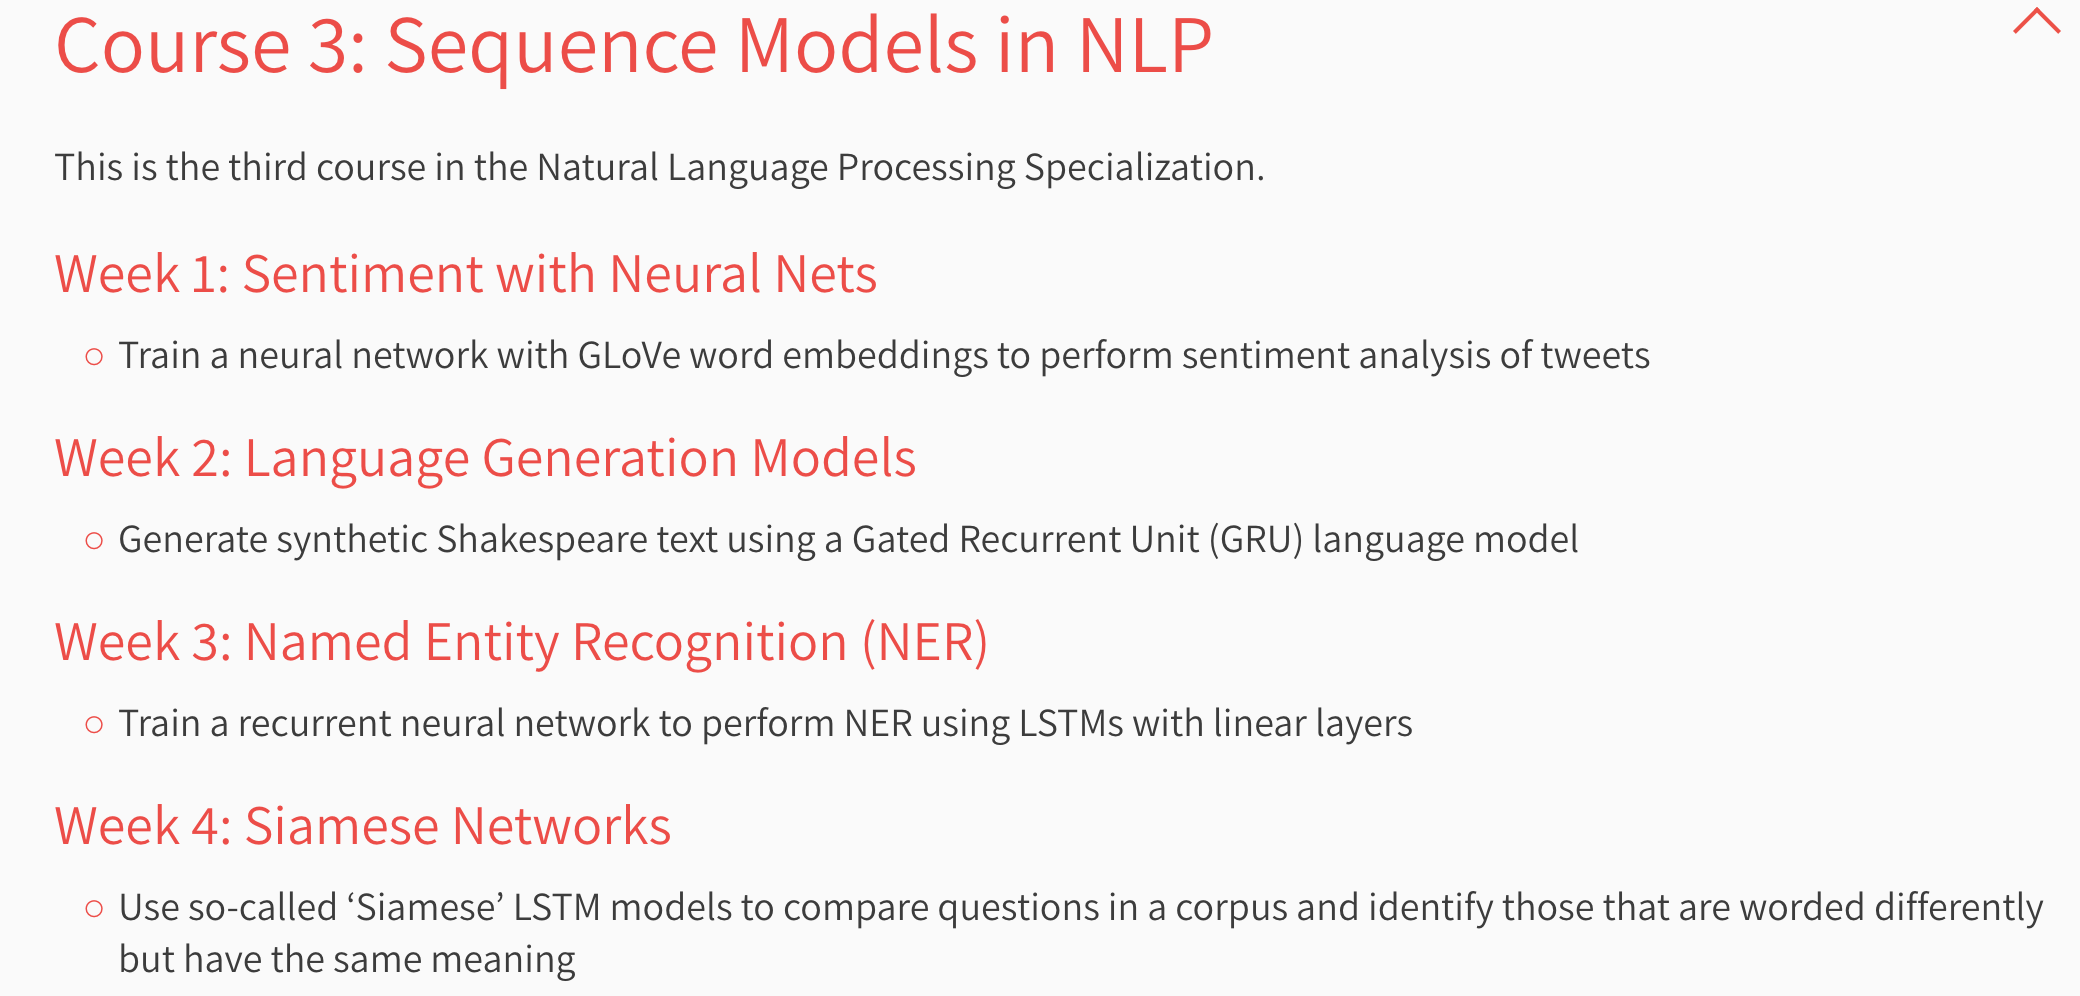 Course 3: Sequence Models in NLP
This is the third course in the Natural Language Processing Specialization.
Week 1: Sentiment with Neural Nets
○ Train a neural network with GLoVe word embeddings to perform sentiment analysis of tweets
Week 2: Language Generation Models
○ Generate synthetic Shakespeare text using a Gated Recurrent Unit (GRU) language model
Week 3: Named Entity Recognition (NER)
○ Train a recurrent neural network to perform NER using LSTMs with linear layers
Week 4: Siamese Networks
○ Use so-called ‘Siamese’ LSTM models to compare questions in a corpus and identify those that are worded differently
but have the same meaning